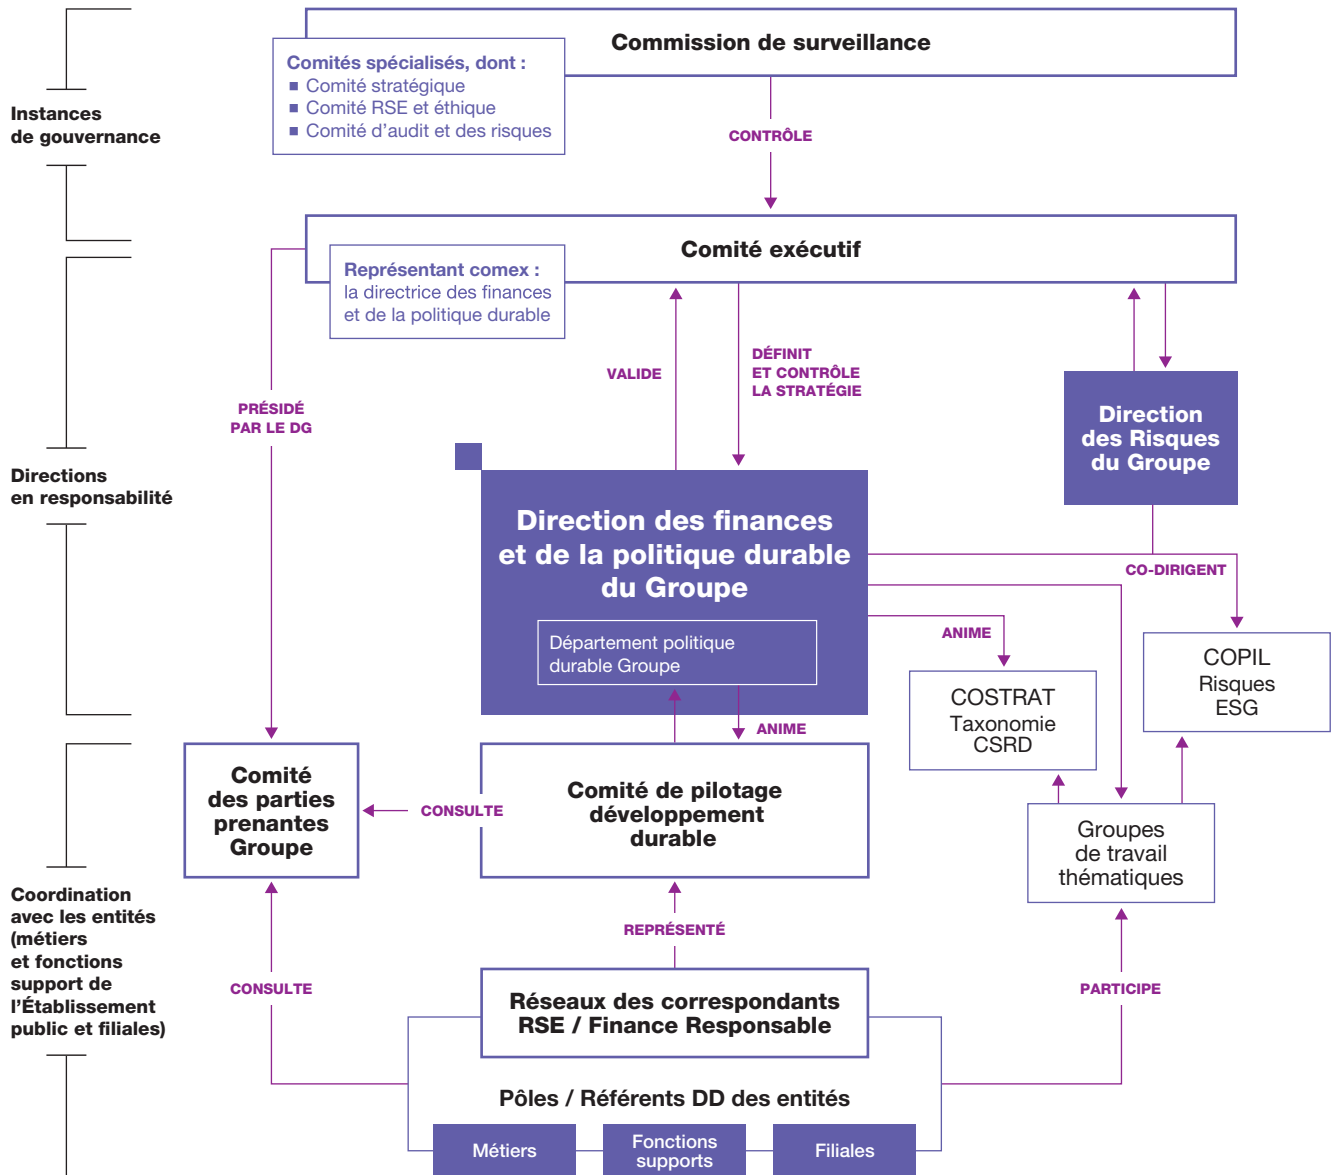 Commission de surveillance
Comités spécialisés, dont :
■ Comité stratégique
■ Comité RSE et éthique
■ Comité d'audit et des risques
Instances
de gouvernance
CONTRÔLE
Comité exécutif
Représentant comex :
la directrice des finances
et de la politique durable
VALIDE
DÉFINIT
ET CONTRÔLE
LA STRATÉGIE
PRÉSIDÉ
PAR LE DG
Direction
des Risques
du Groupe
Directions
en responsabilité
Direction des finances
et de la politique durable
du Groupe
Département politique
durable Groupe
CO-DIRIGENT
ANIME
COPIL
Risques
ESG
COSTRAT
Taxonomie
CSRD
ANIME
Comité
des parties
prenantes
Groupe
CONSULTE
Comité de pilotage
développement
durable
Groupes
de travail
thématiques
Coordination
avec les entités
(métiers
et fonctions
support de
l'Établissement
public et filiales)
REPRÉSENTÉ
CONSULTE
PARTICIPE
Réseaux des correspondants
RSE / Finance Responsable
Pôles / Référents DD des entités
Métiers
Fonctions
supports
Filiales